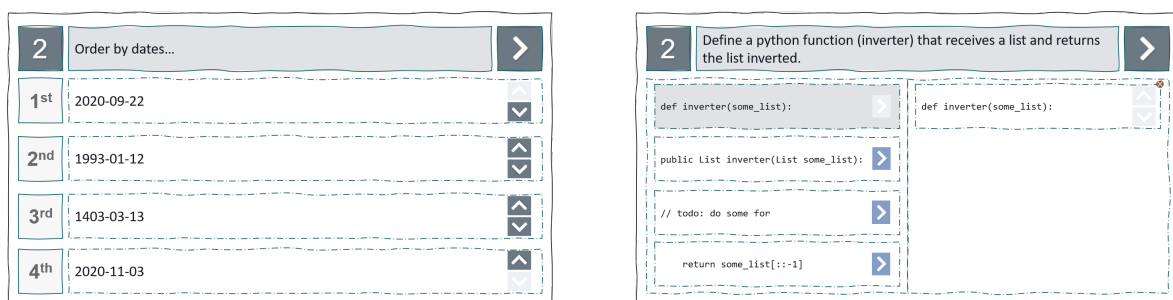 2
Order by dates...
1st
2020-09-22
2nd
1993-01-12
3rd
1403-03-13
4th
2020-11-03
2
Define a python function (inverter) that receives a list and returns
the list inverted.
def inverter(some_list):
public List inverter(List some_list):
// todo: do some for
return some_list[::-1]
def inverter(some_list):